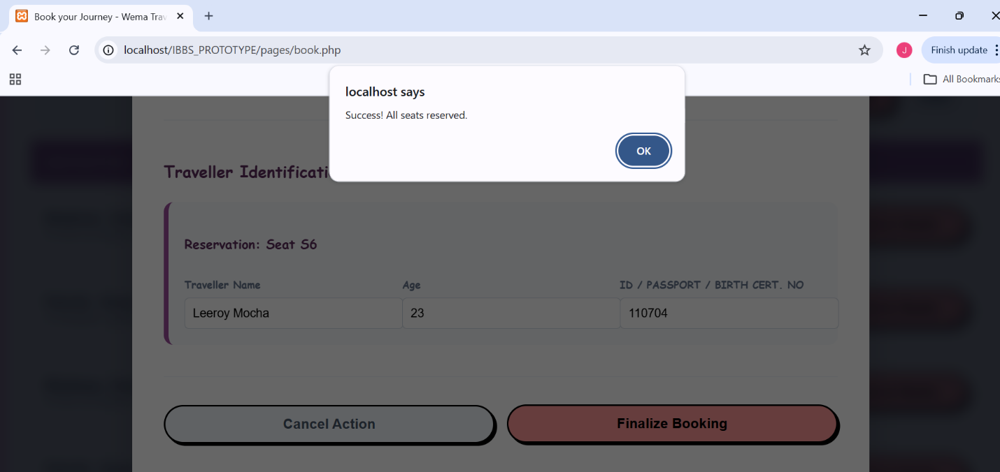 Book your Journey - Wema Trav
localhost/IBBS_PROTOTYPE/pages/book.php
J
Finish update
All Bookmarks
localhost says
Success! All seats reserved.
OK
Traveller Identificati
Reservation: Seat S6
Traveller Name
Age
ID / PASSPORT / BIRTH CERT. NO
Leeroy Mocha
23
110704
Cancel Action
Finalize Booking